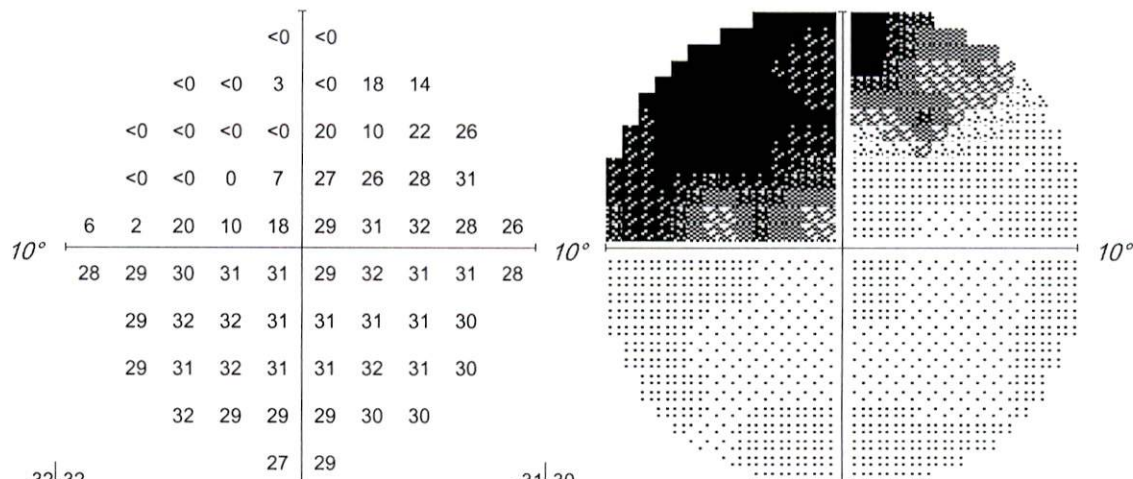 <0 <0
<0 <0 3 <0 18 14
<0 <0 <0 <0 20 10 22 26
<0 <0 0 7 27 26 28 31
6 2 20 10 18 29 31 32 28 26
10° 10° 10°
28 29 30 31 31 29 32 31 31 28
29 32 32 31 31 31 31 30
29 31 32 31 31 32 31 30
32 29 29 29 30 30
27 29